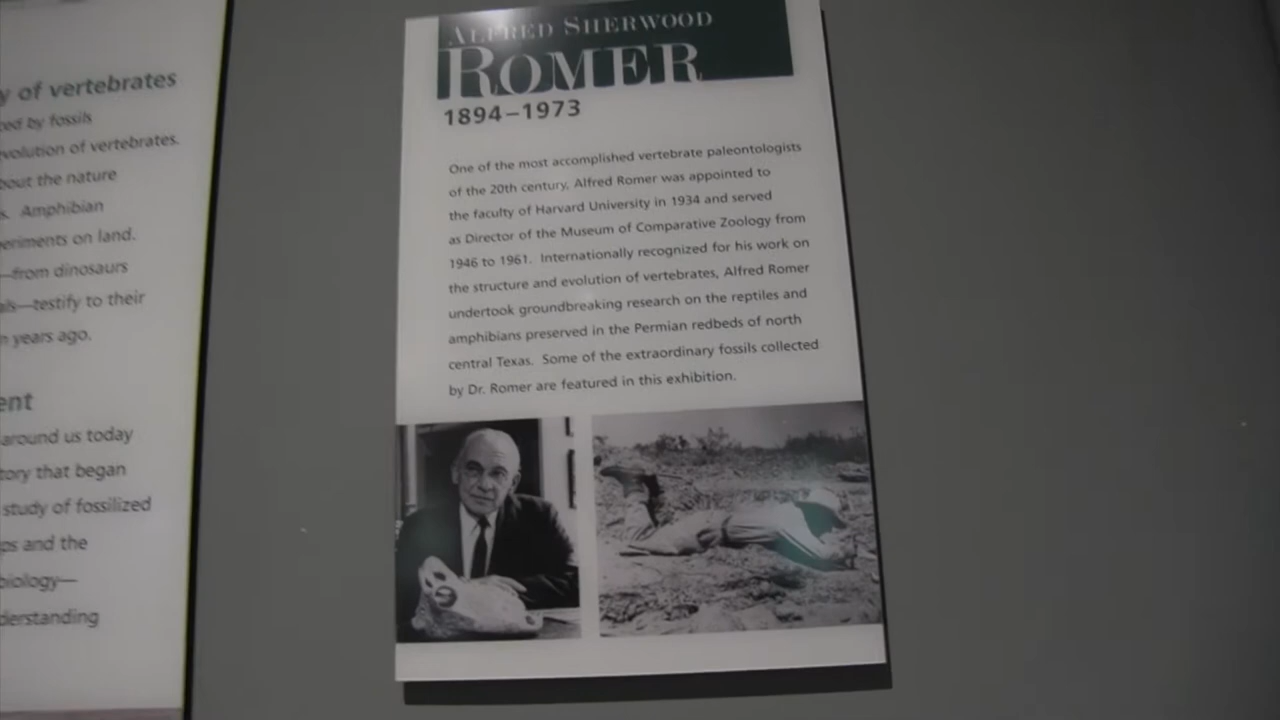 y of vertebrates
ced by fossils
volution of vertebrates.
bout the nature
s. Amphibian
eriments on land.
—from dinosaurs
als—testify to their
n years ago.
ent
around us today
tory that began
study of fossilized
ps and the
biology—
derstanding
ALFRED SHERWOOD
ROMER
1894–1973
One of the most accomplished vertebrate paleontologists
of the 20th century, Alfred Romer was appointed to
the faculty of Harvard University in 1934 and served
as Director of the Museum of Comparative Zoology from
1946 to 1961. Internationally recognized for his work on
the structure and evolution of vertebrates, Alfred Romer
undertook groundbreaking research on the reptiles and
amphibians preserved in the Permian redbeds of north
central Texas. Some of the extraordinary fossils collected
by Dr. Romer are featured in this exhibition.